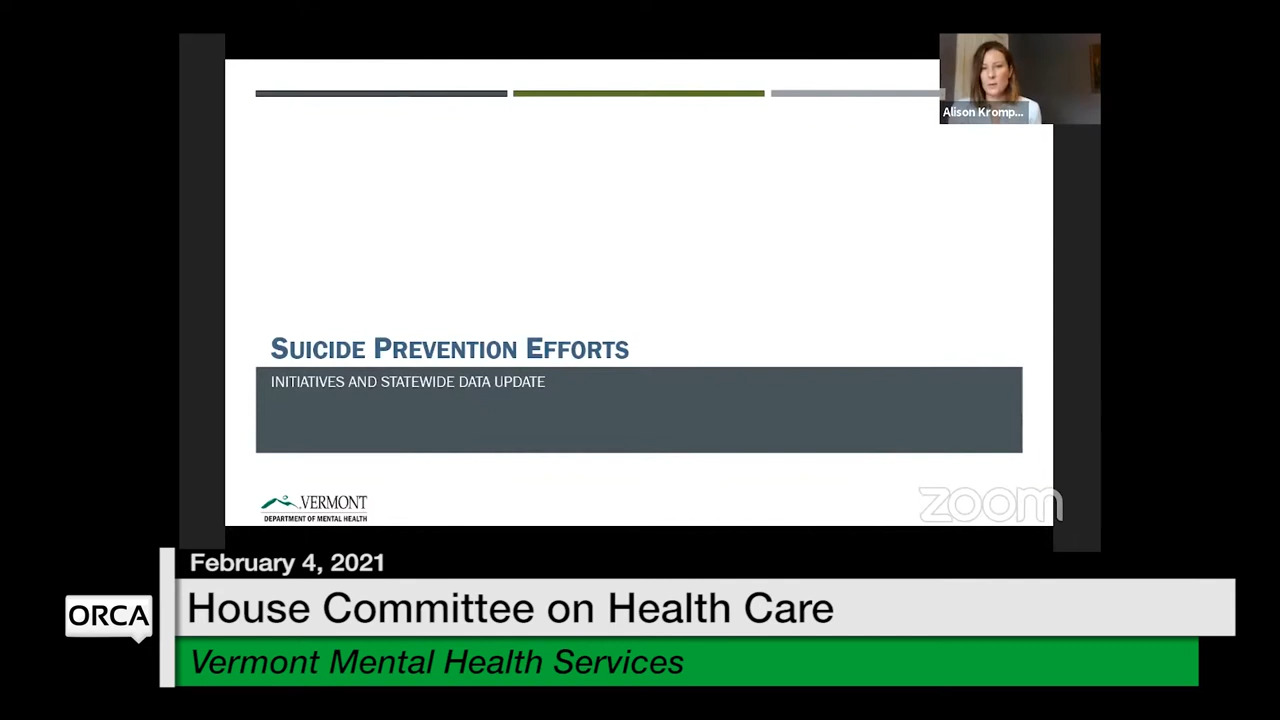 Alison Kromp...
SUICIDE PREVENTION EFFORTS
INITIATIVES AND STATEWIDE DATA UPDATE
VERMONT
DEPARTMENT OF MENTAL HEALTH
zoom
February 4, 2021
ORCA
House Committee on Health Care
Vermont Mental Health Services